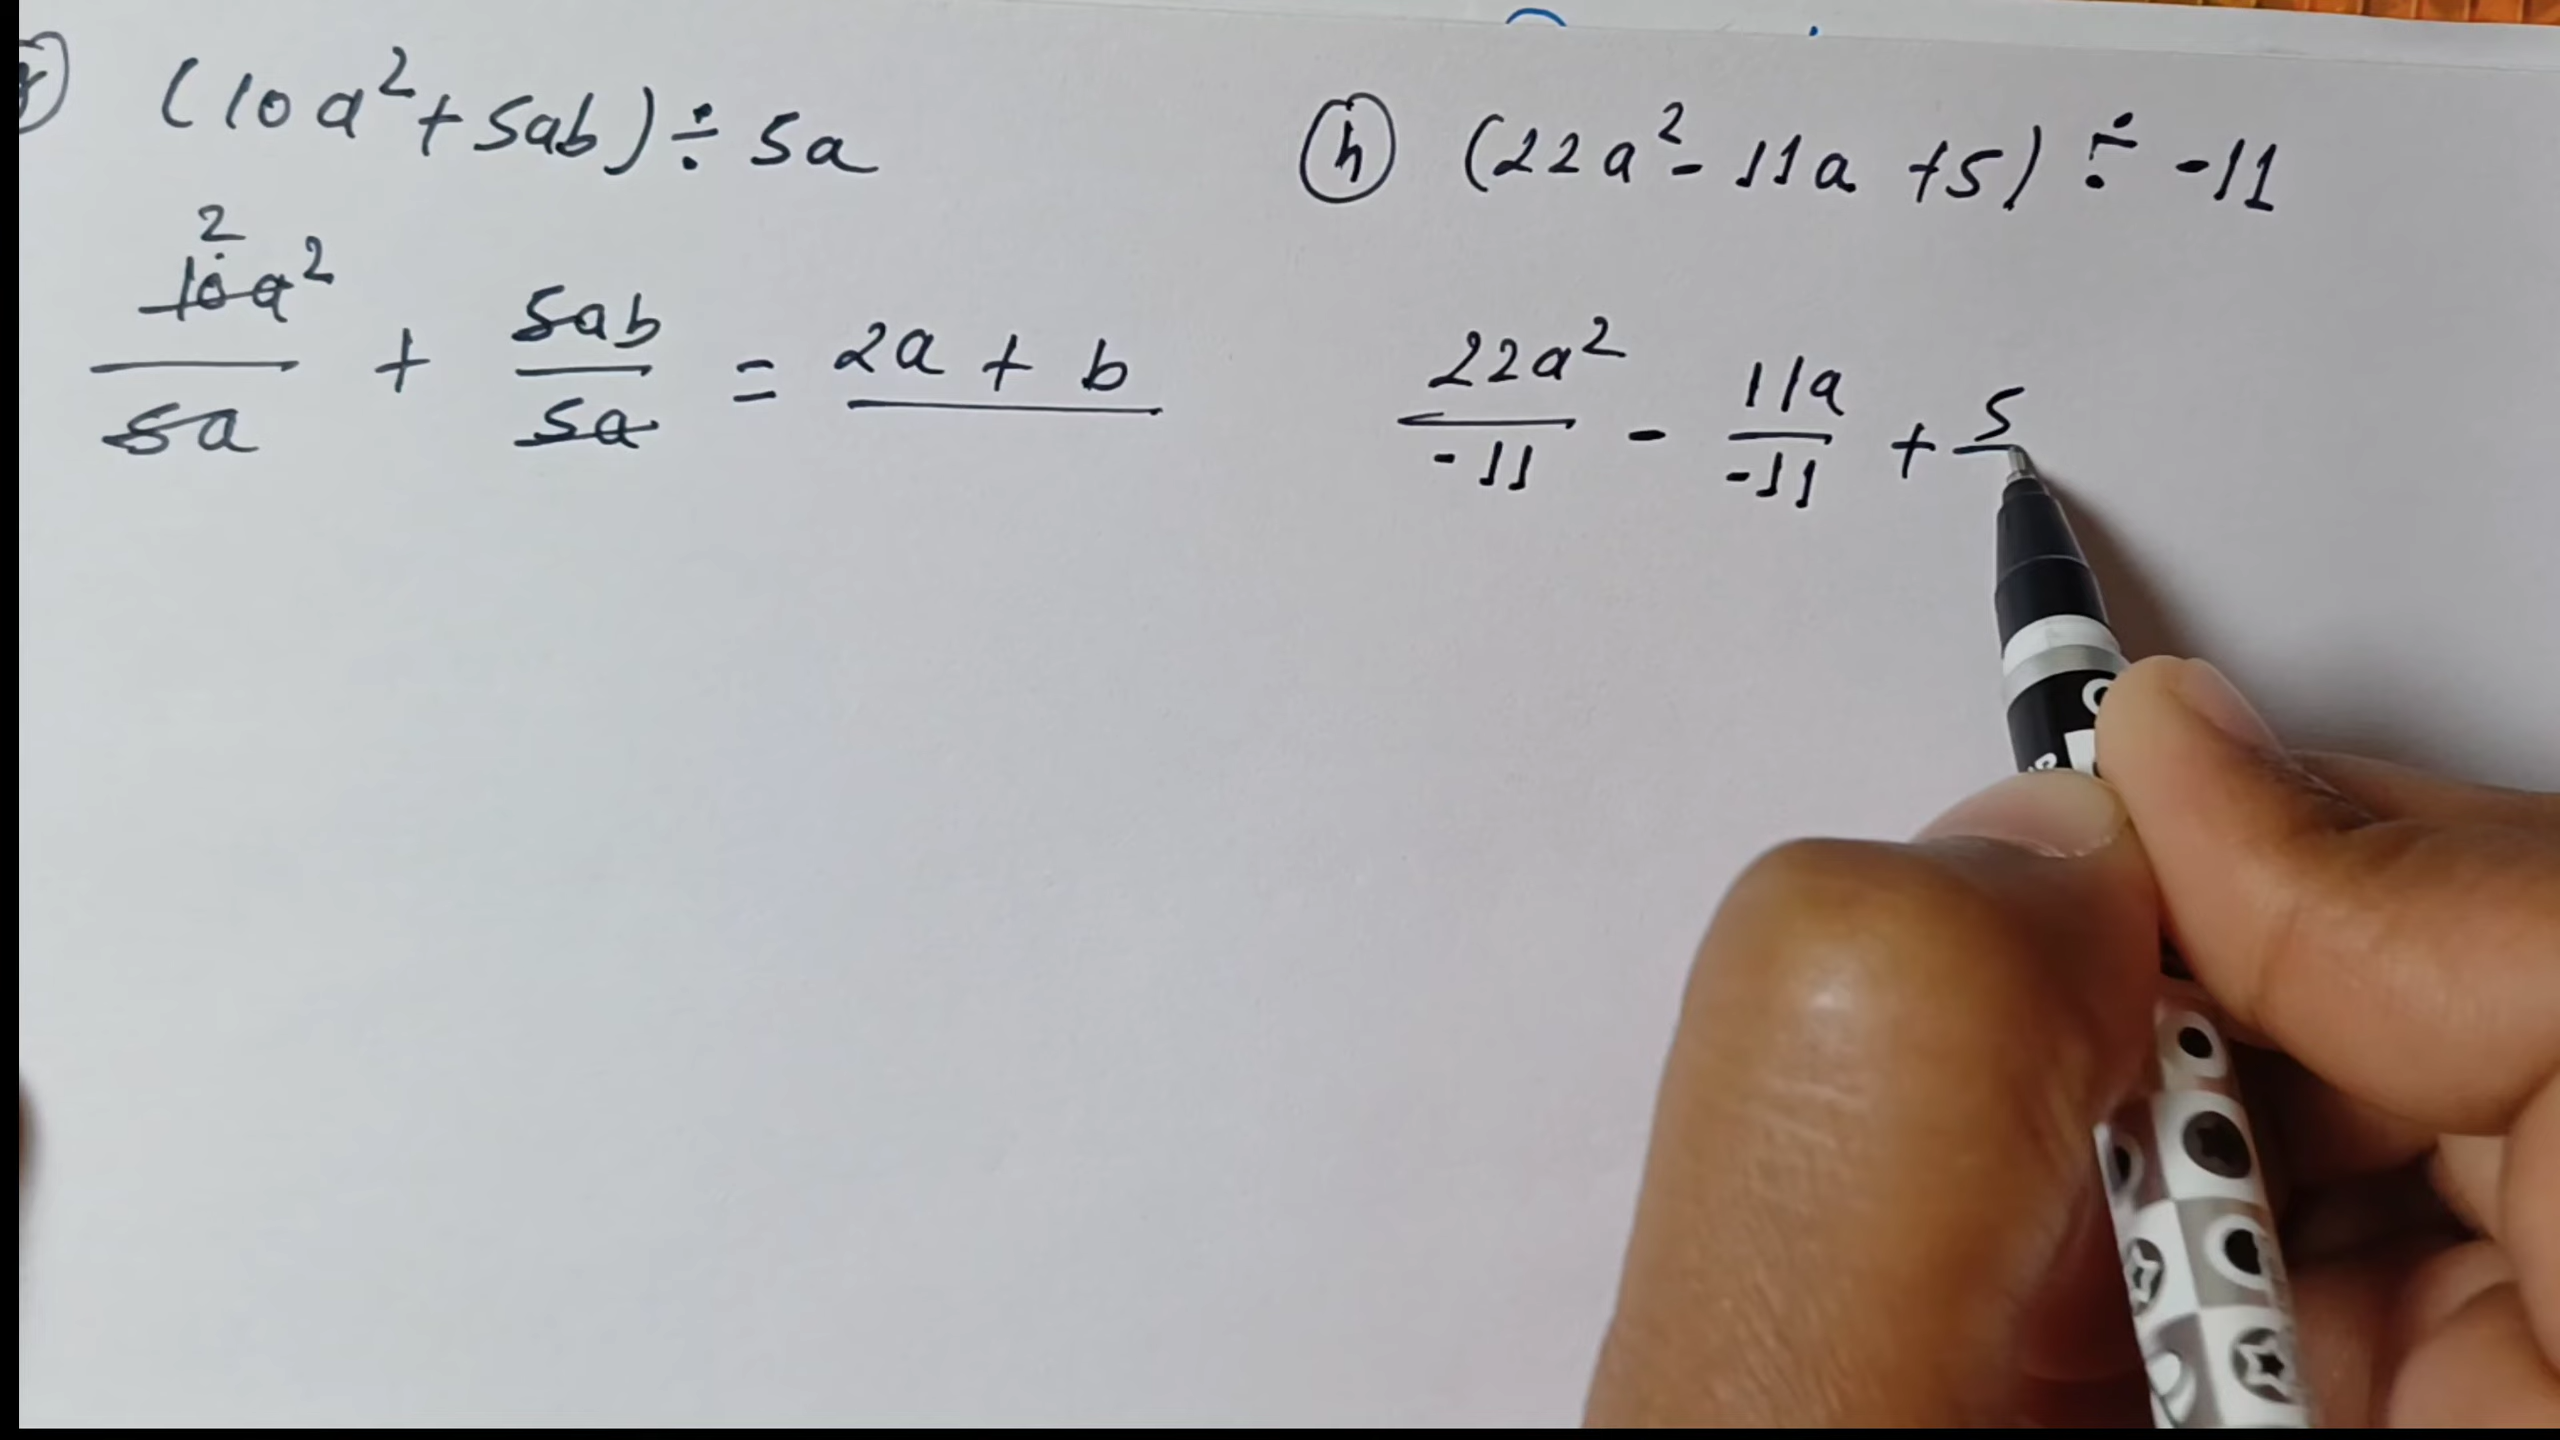 (10a² + 5ab) ÷ 5a
2
10a² / 5a + 5ab / 5a = 2a + b
(h) (22a² - 11a + 5) ÷ -11
22a² / -11 - 11a / -11 + 5